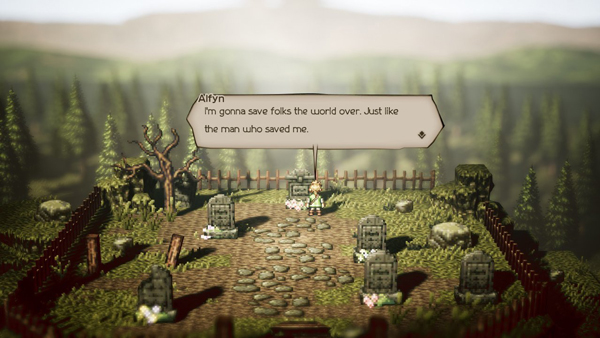 Alfyn
I'm gonna save folks the world over. Just like
the man who saved me.